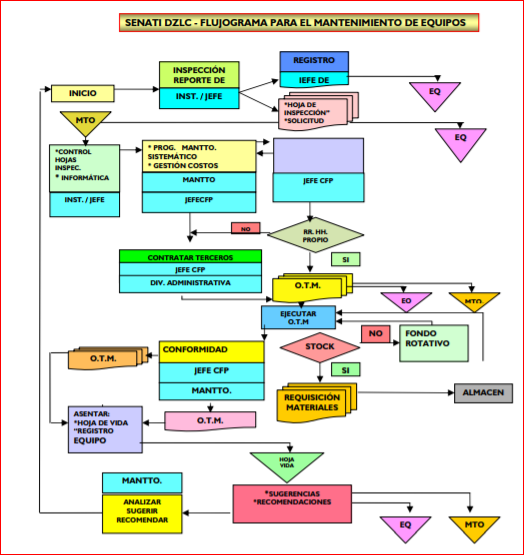 SENATI DZLC - FLUJOGRAMA PARA EL MANTENIMIENTO DE EQUIPOS
REGISTRO
IEFE DE
INSPECCIÓN
REPORTE DE
INST. / JEFE
INICIO
EQ
*HOJA DE
INSPECCIÓN"
*SOLICITUD
MTO
EQ
*CONTROL
HOJAS
INSPEC.
* INFORMÁTICA
INST. / JEFE
* PROG. MANTTO.
SISTEMÁTICO
* GESTIÓN COSTOS
MANTTO
JEFECFP
JEFE CFP
NO
RR. HH.
PROPIO
SI
CONTRATAR TERCEROS
JEFE CFP
DIV. ADMINISTRATIVA
O.T.M.
EO
MTO.
EJECUTAR
O.T.M
FONDO
ROTATIVO
NO
STOCK
SI
CONFORMIDAD
JEFE CFP
MANTTO.
O.T.M.
REQUISICIÓN
MATERIALES
ALMACEN
ASENTAR:
*HOJA DE VIDA
"REGISTRO
EQUIPO
O.T.M.
HOJA
VIDA
MANTTO.
ANALIZAR
SUGERIR
RECOMENDAR
*SUGERENCIAS
*RECOMENDACIONES
EQ
MTO